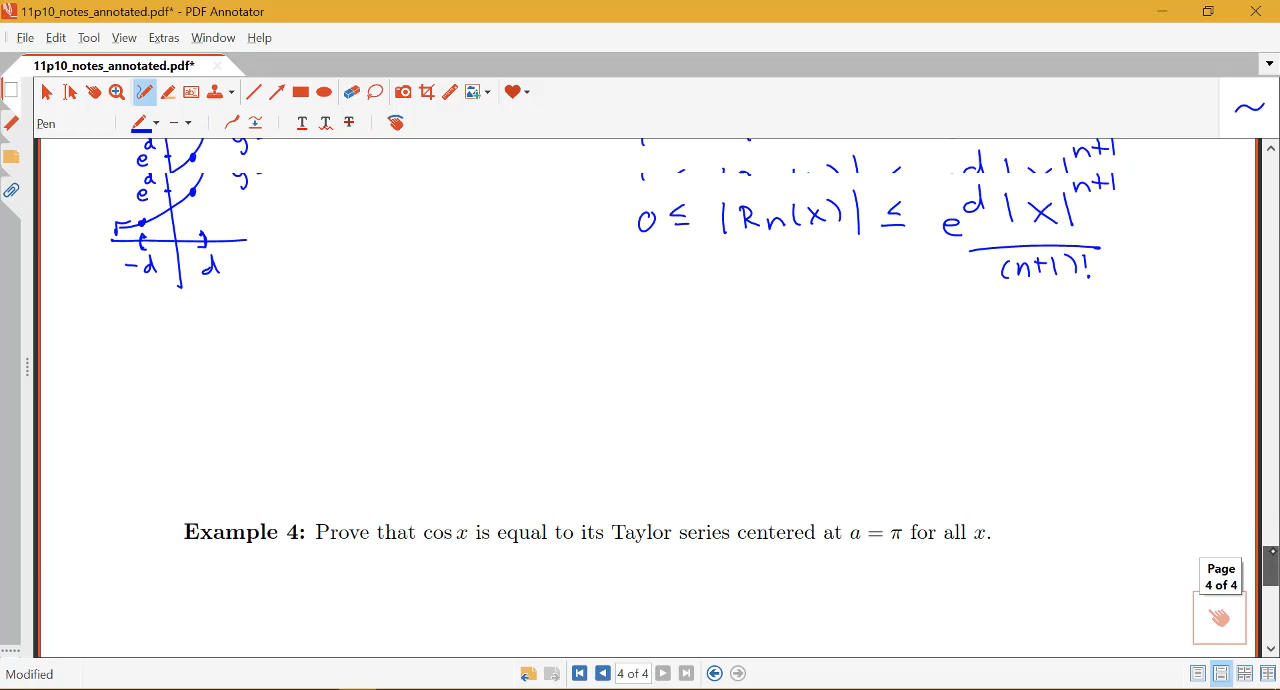 11p10_notes_annotated.pdf* - PDF Annotator
File Edit Tool View Extras Window Help
11p10_notes_annotated.pdf*
Pen
e^d
e^d
-d d
0 ≤ |Rn(x)| ≤ e^d |x|^n+1
(n+1)!
Example 4: Prove that cos x is equal to its Taylor series centered at a = π for all x.
Page
4 of 4
Modified
4 of 4